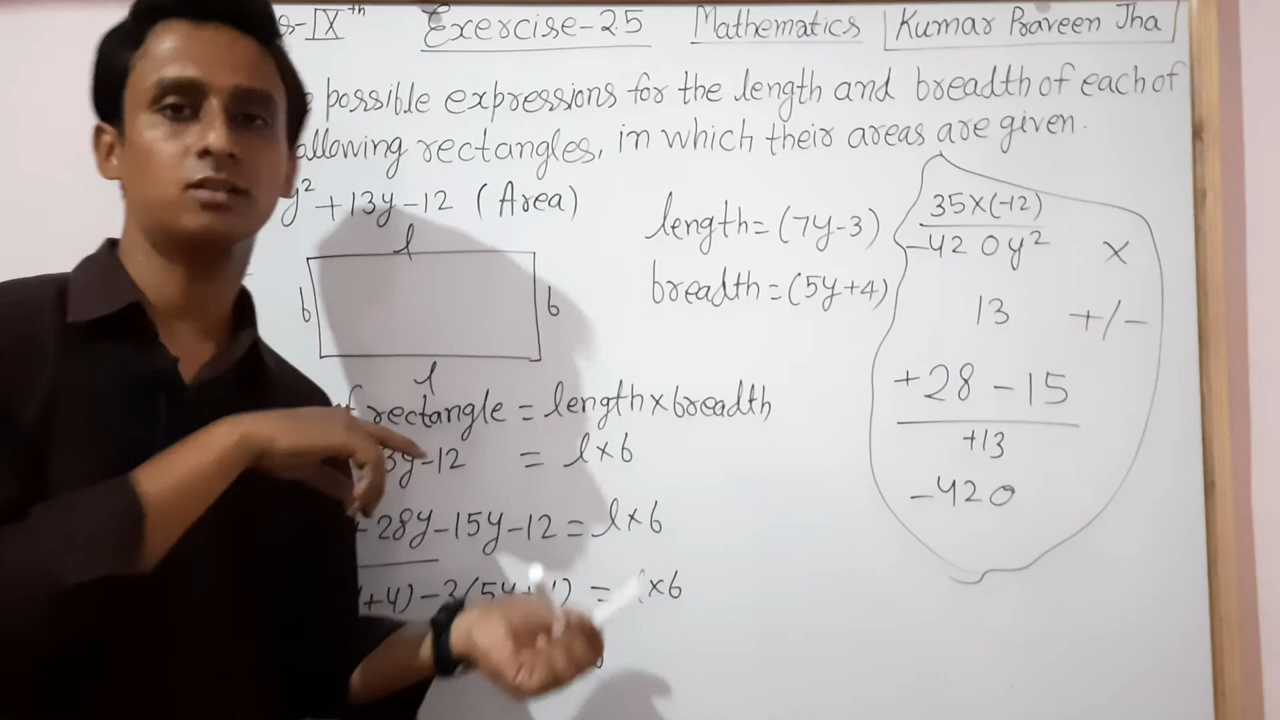 IXth Exercise-25 Mathematics Kumar Praveen Jha
possible expressions for the length and breadth of each of
allowing rectangles, in which their areas are given.
y²+13y-12 (Area)
l
b b
l
length=(7y-3)
breadth=(5y+4)
rectangle=length×breadth
3y-12 = l×b
28y-15y-12=l×b
+4)-3(5y+4) = l×b
35×(-12)
-420y² ×
13 +/-
+28-15
+13
-420